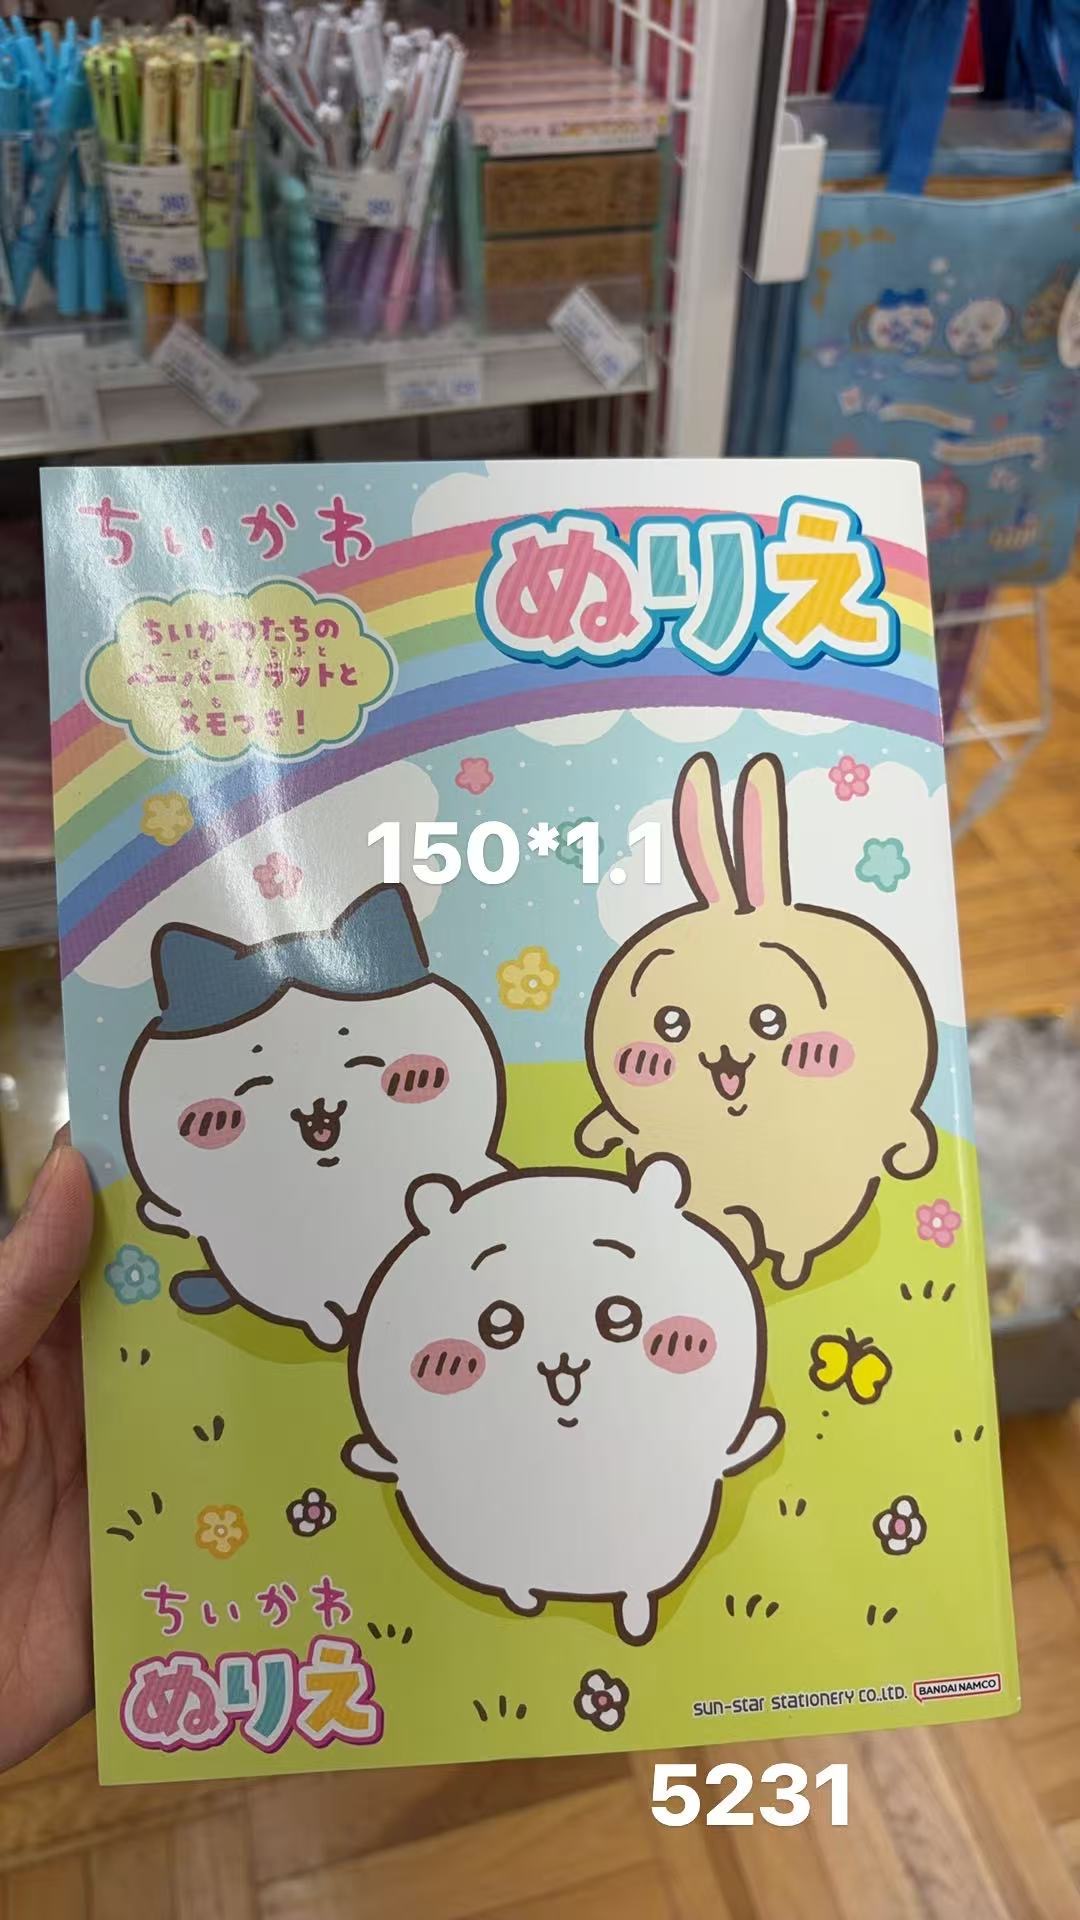 ちいかわ
ぬりえ
ちいかわたちの
ぺーぱーくらふと
ペーパークラフトと
めも
メモつき!
150*1.1
ちいかわ
ぬりえ
sun-star stationery co.,ltd.
BANDAI NAMCO
5231